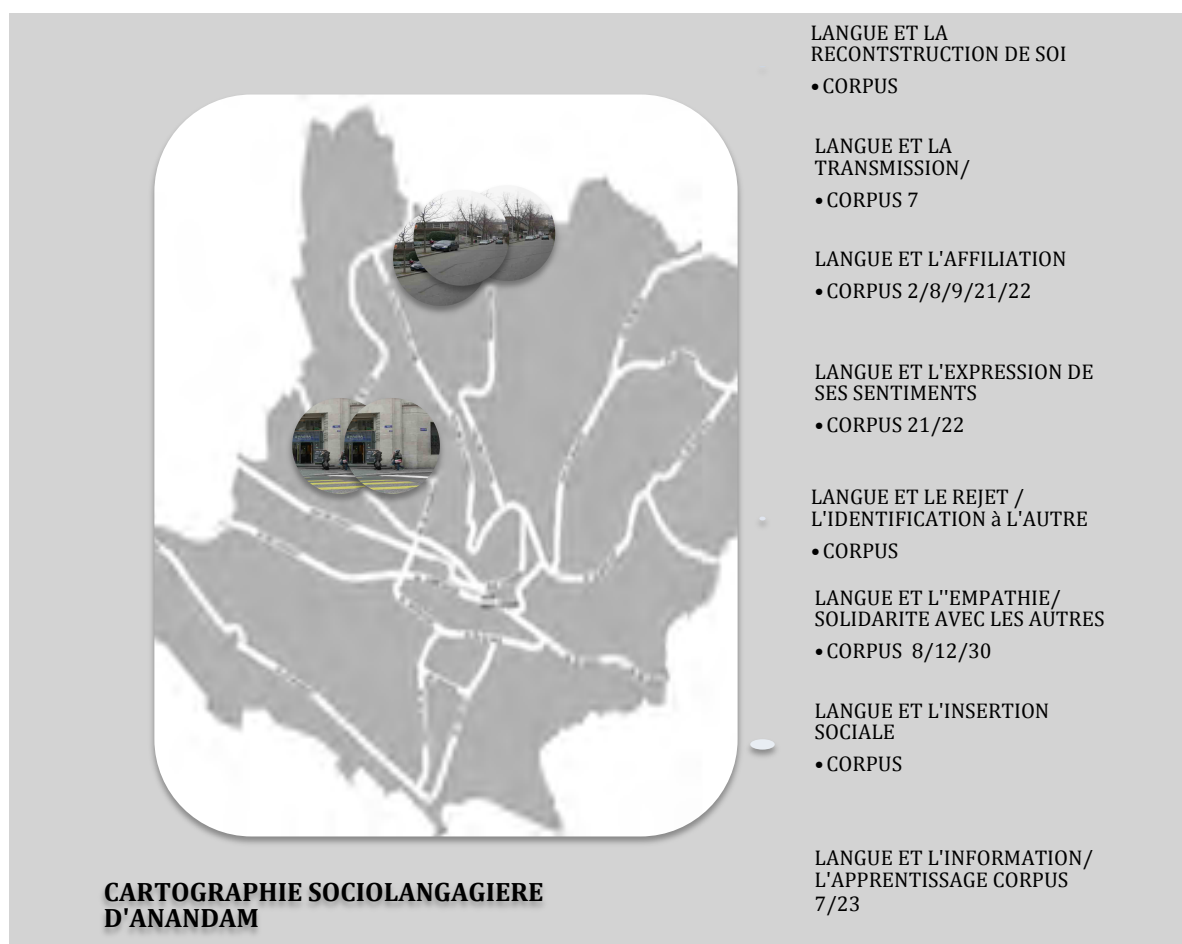 LANGUE ET LA
RECONTSTRUCTION DE SOI
• CORPUS
LANGUE ET LA
TRANSMISSION/
• CORPUS 7
LANGUE ET L'AFFILIATION
• CORPUS 2/8/9/21/22
LANGUE ET L'EXPRESSION DE
SES SENTIMENTS
• CORPUS 21/22
LANGUE ET LE REJET /
L'IDENTIFICATION à L'AUTRE
• CORPUS
LANGUE ET L''EMPATHIE/
SOLIDARITE AVEC LES AUTRES
• CORPUS 8/12/30
LANGUE ET L'INSERTION
SOCIALE
• CORPUS
LANGUE ET L'INFORMATION/
L'APPRENTISSAGE CORPUS
7/23
CARTOGRAPHIE SOCIOLANGAGIERE
D'ANANDAM